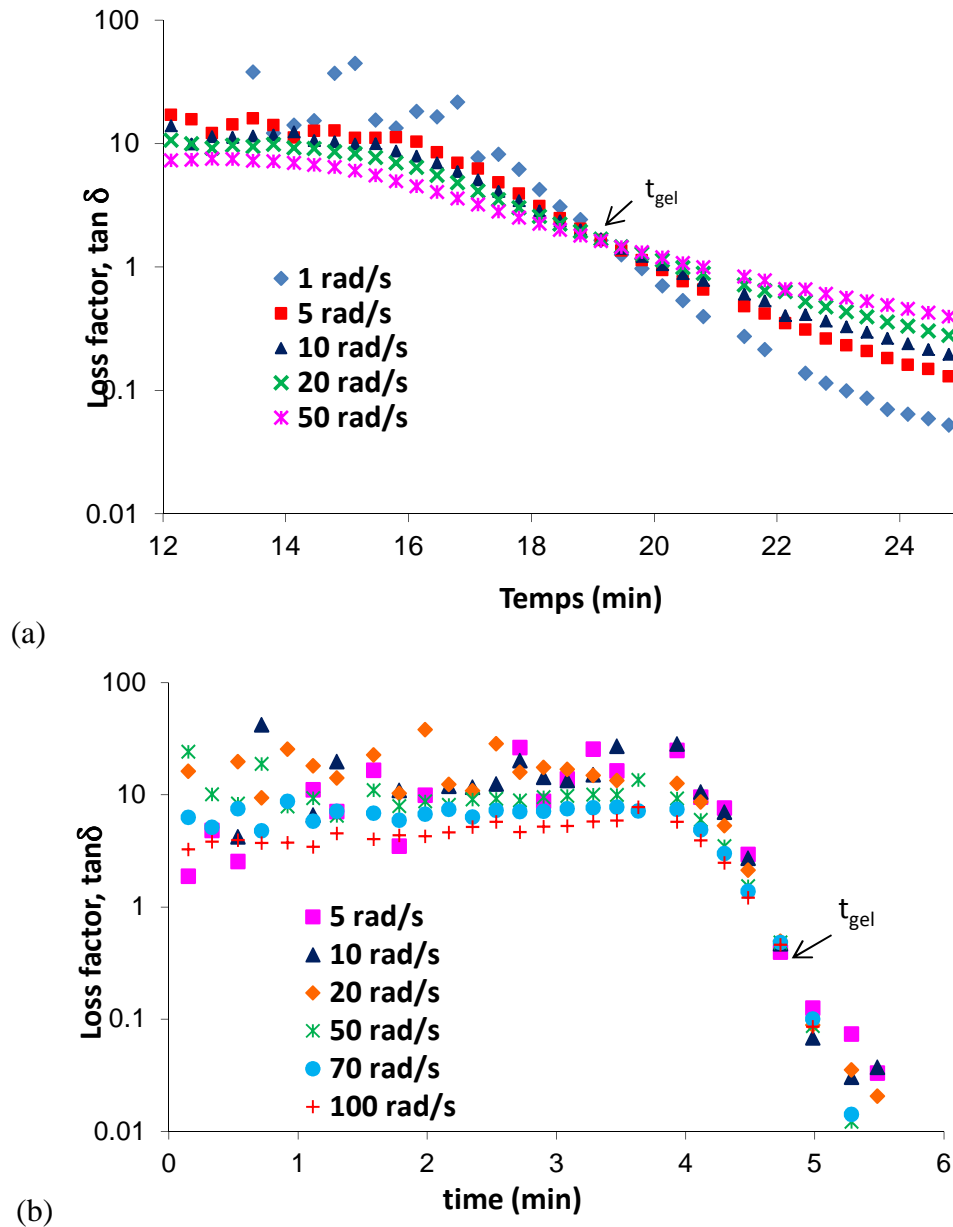 100
10
1
0.1
0.01
Loss factor, tan δ
t_gel
1 rad/s
5 rad/s
10 rad/s
20 rad/s
50 rad/s
12 14 16 18 20 22 24
Temps (min)
(a)
100
10
1
0.1
0.01
Loss factor, tanδ
5 rad/s
10 rad/s
20 rad/s
50 rad/s
70 rad/s
100 rad/s
t_gel
0 1 2 3 4 5 6
time (min)
(b)